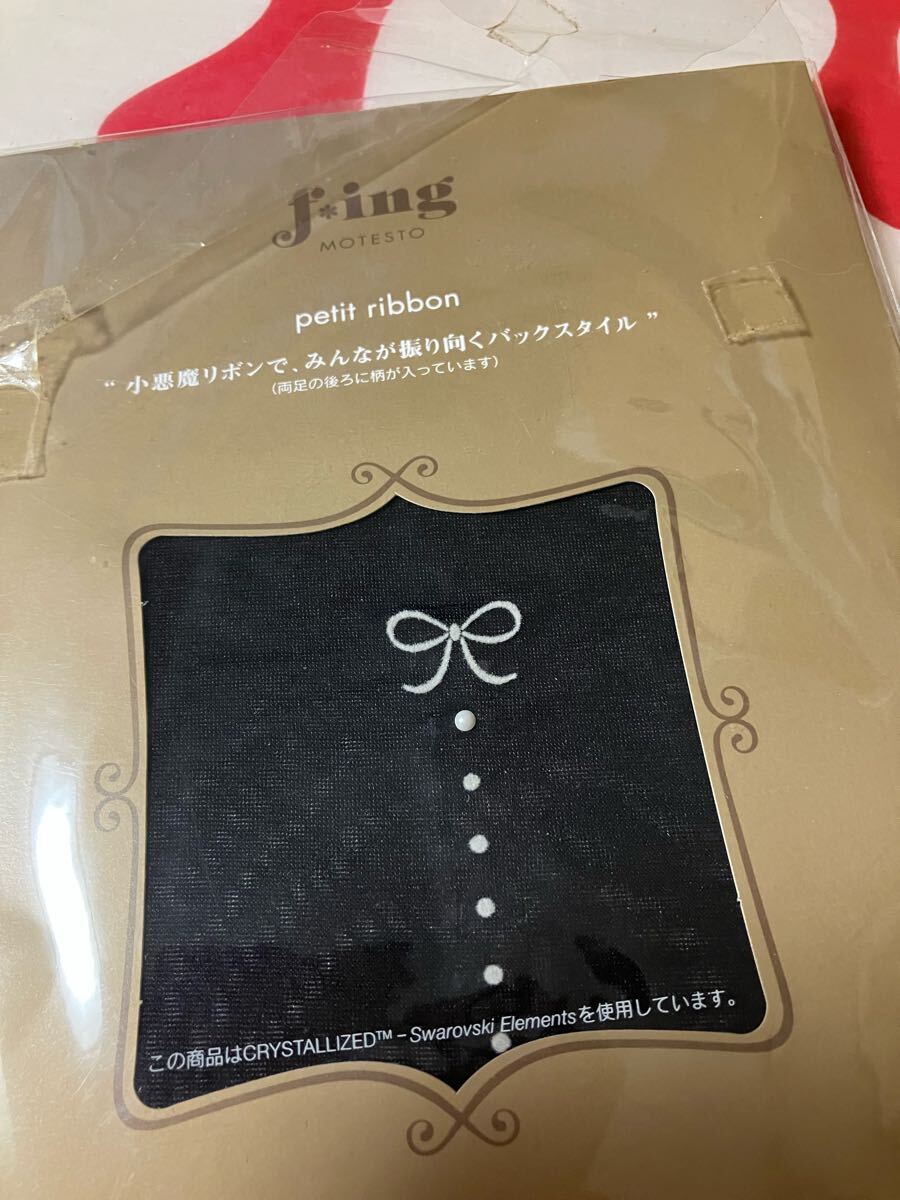 f*ing
MOTESTO
petit ribbon
“ 小悪魔リボンで、みんなが振り向くバックスタイル ”
(両足の後ろに柄が入っています)
この商品はCRYSTALLIZED™ – Swarovski Elementsを使用しています。